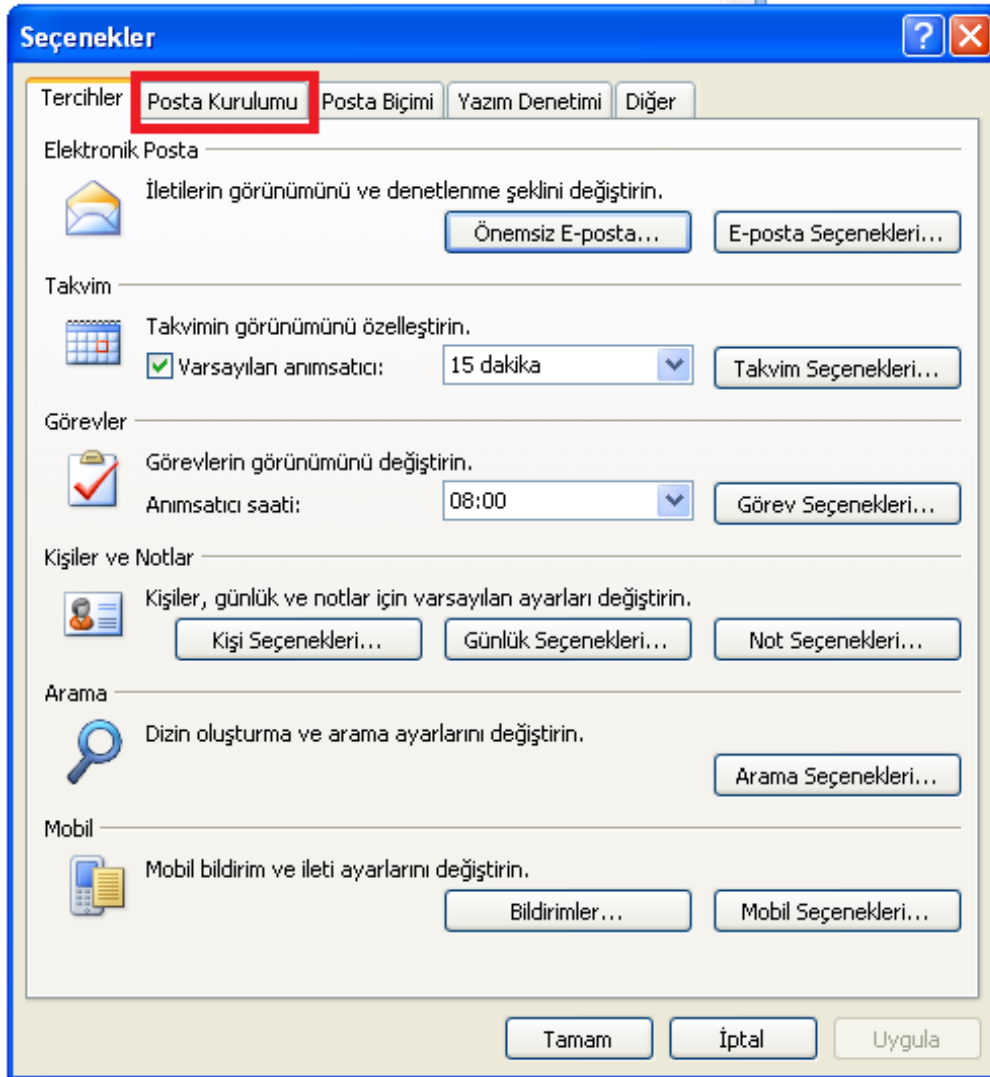 Seçenekler
Tercihler Posta Kurulumu Posta Biçimi Yazım Denetimi Diğer
Elektronik Posta
İletilerin görünümünü ve denetlenme şeklini değiştirin.
Önemsiz E-posta... E-posta Seçenekleri...
Takvim
Takvimin görünümünü özelleştirin.
Varsayılan anımsatıcı: 15 dakika Takvim Seçenekleri...
Görevler
Görevlerin görünümünü değiştirin.
Anımsatıcı saati: 08:00 Görev Seçenekleri...
Kişiler ve Notlar
Kişiler, günlük ve notlar için varsayılan ayarları değiştirin.
Kişi Seçenekleri... Günlük Seçenekleri... Not Seçenekleri...
Arama
Dizin oluşturma ve arama ayarlarını değiştirin.
Arama Seçenekleri...
Mobil
Mobil bildirim ve ileti ayarlarını değiştirin.
Bildirimler... Mobil Seçenekleri...
Tamam İptal Uygula